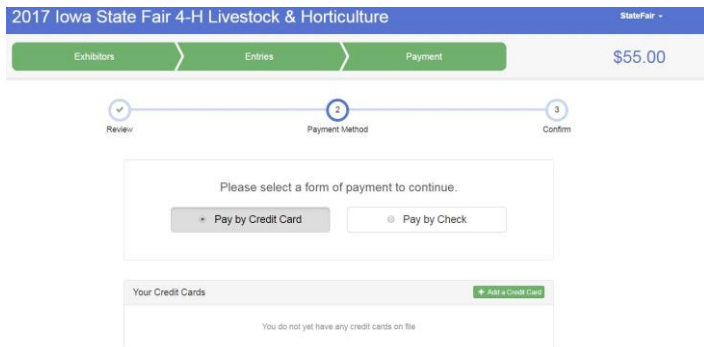 2017 Iowa State Fair 4-H Livestock & Horticulture
StateFair
Exhibitors
Entries
Payment
$55.00
2
3
Review
Payment Method
Confirm
Please select a form of payment to continue.
Pay by Credit Card
Pay by Check
Your Credit Cards
+ Add a Credit Card
You do not yet have any credit cards on file